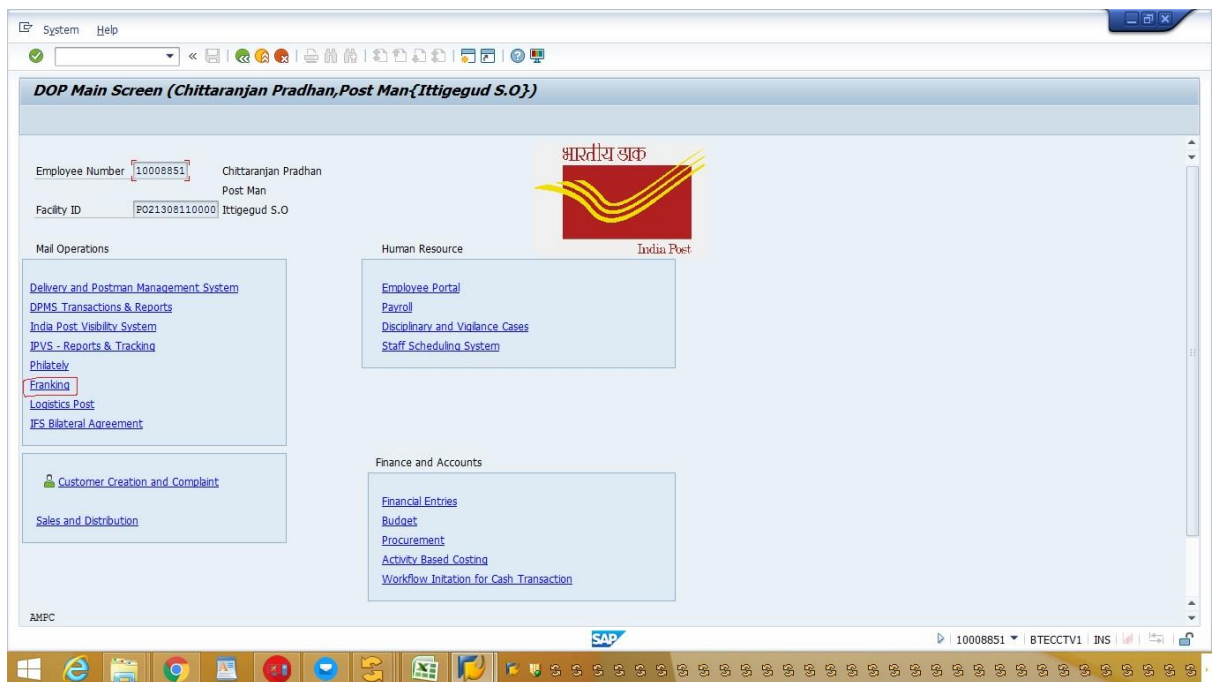 System Help
DOP Main Screen (Chittaranjan Pradhan,Post Man{Ittigegud S.O})
भारतीय डाक
India Post
Employee Number 10008851 Chittaranjan Pradhan
Post Man
Facility ID PO21308110000 Ittigegud S.O
Mail Operations
Delivery and Postman Management System
DPMS Transactions & Reports
India Post Visibility System
IPVS - Reports & Tracking
Philately
Franking
Logistics Post
IFS Bilateral Agreement
Customer Creation and Complaint
Sales and Distribution
Human Resource
Employee Portal
Payroll
Disciplinary and Vigilance Cases
Staff Scheduling System
Finance and Accounts
Financial Entries
Budget
Procurement
Activity Based Costing
Workflow Initation for Cash Transaction
AMPC
SAP
10008851 BTECCTV1 INS